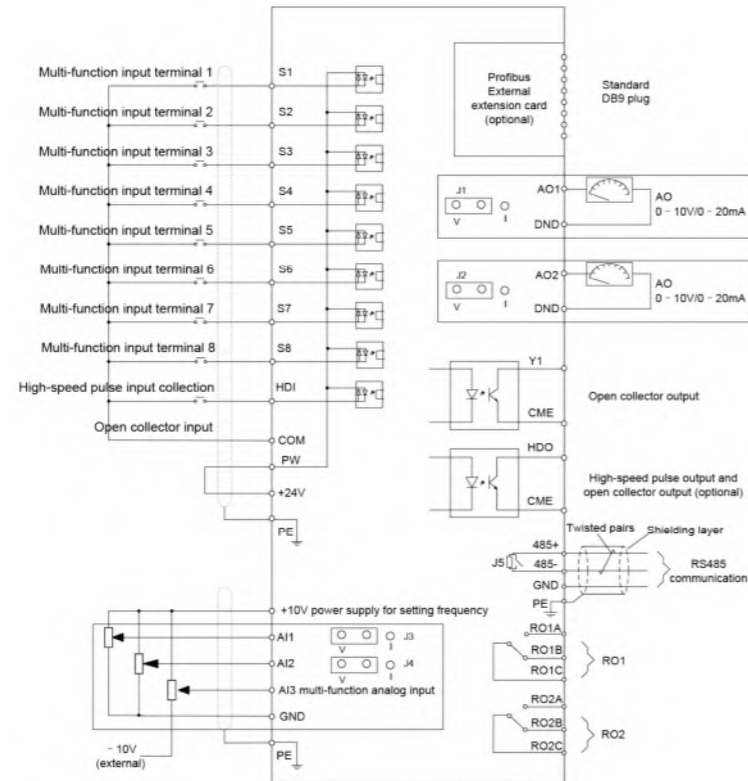 Multi-function input terminal 1
S1
Multi-function input terminal 2
S2
Multi-function input terminal 3
S3
Multi-function input terminal 4
S4
Multi-function input terminal 5
S5
Multi-function input terminal 6
S6
Multi-function input terminal 7
S7
Multi-function input terminal 8
S8
High-speed pulse input collection
HDI
Open collector input
COM
PW
+24V
PE
+10V power supply for setting frequency
AI1
V
I
J3
AI2
V
I
J4
AI3 multi-function analog input
GND
- 10V
(external)
PE
Profibus
External
extension card
(optional)
Standard
DB9 plug
J1
V
I
AO1
DND
AO
0 - 10V/0 - 20mA
J2
V
I
AO2
DND
AO
0 - 10V/0 - 20mA
Y1
CME
Open collector output
HDO
CME
High-speed pulse output and
open collector output (optional)
Twisted pairs
Shielding layer
J5
485+
485-
GND
PE
RS485
communication
RO1A
RO1B
RO1C
RO1
RO2A
RO2B
RO2C
RO2